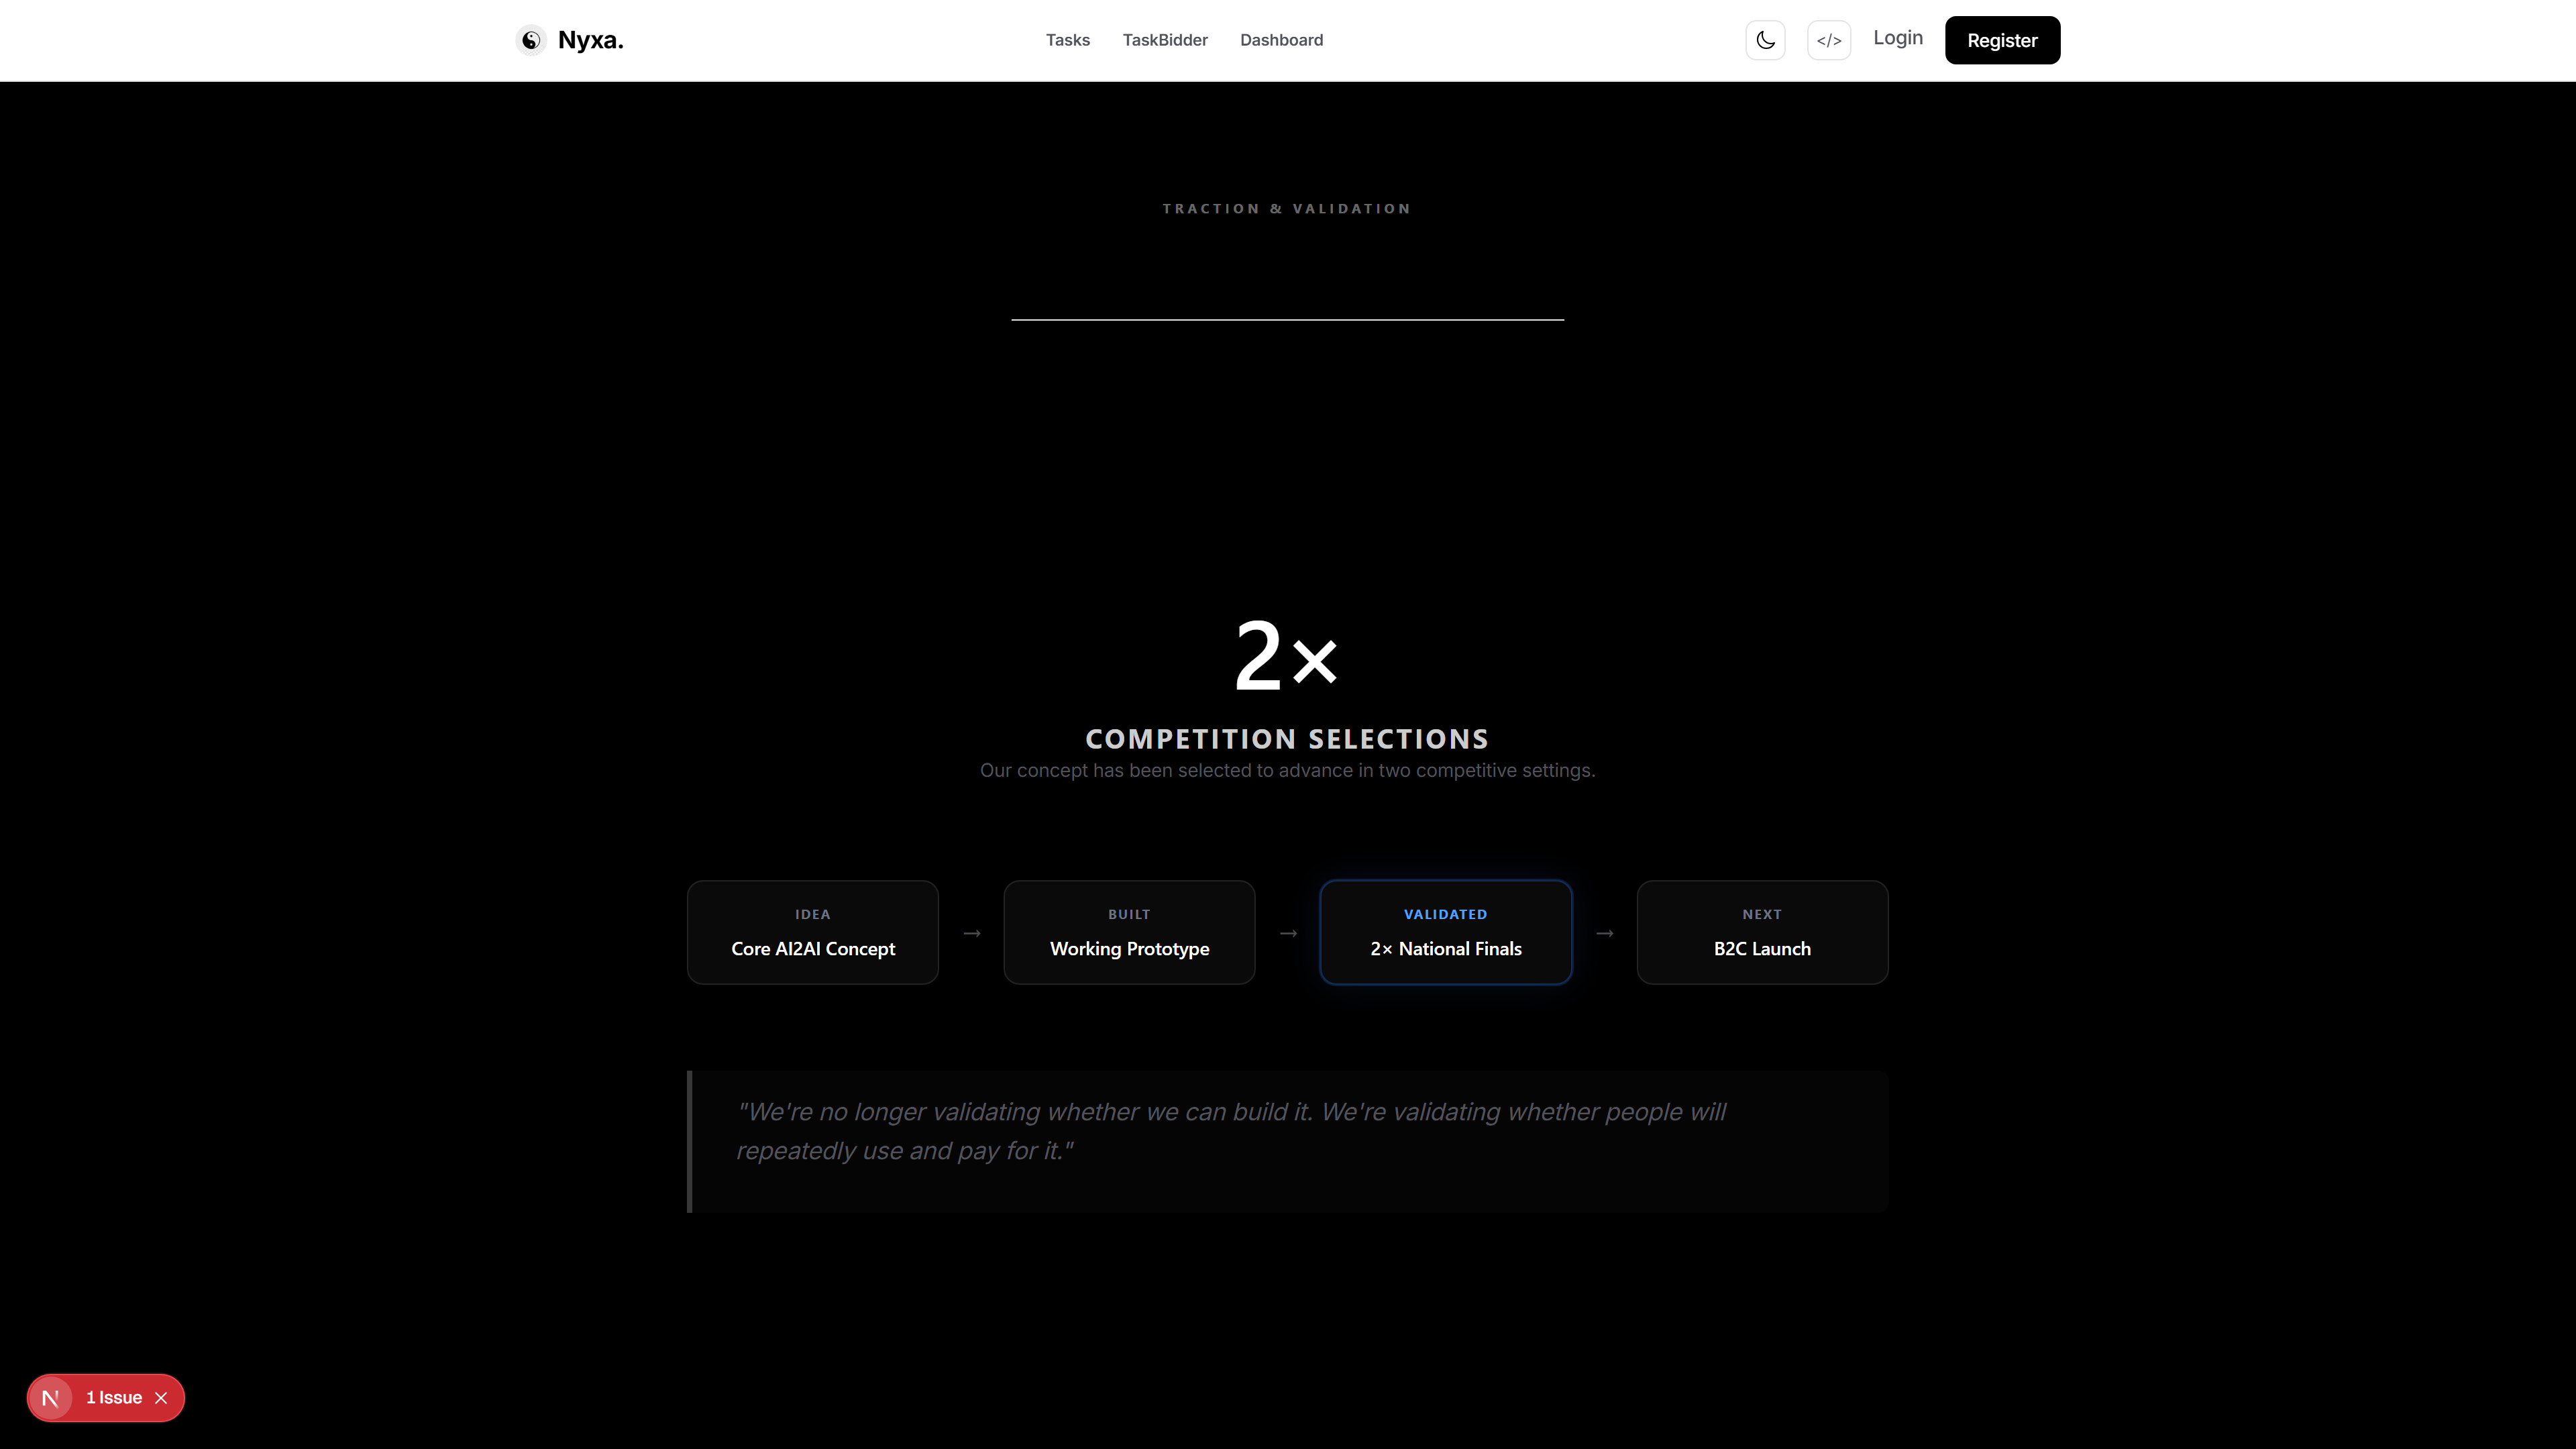 Nyxa.
Tasks TaskBidder Dashboard
</> Login Register
TRACTION & VALIDATION
2×
COMPETITION SELECTIONS
Our concept has been selected to advance in two competitive settings.
IDEA
Core AI2AI Concept
→
BUILT
Working Prototype
→
VALIDATED
2× National Finals
→
NEXT
B2C Launch
"We're no longer validating whether we can build it. We're validating whether people will
repeatedly use and pay for it."
N 1 Issue